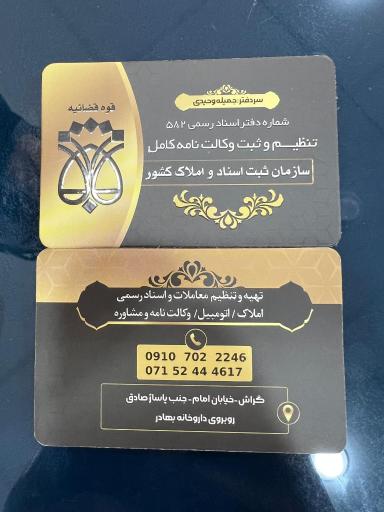 قوه قضائیه
سردفتر: جمیله وحیدی
شماره دفتر اسناد رسمی ۵۸۲
تنظیم و ثبت وکالت نامه کامل
سازمان ثبت اسناد و املاک کشور
تهیه و تنظیم معاملات و اسناد رسمی
املاک / اتومبیل / وکالت نامه و مشاوره
0910 702 2246
071 52 44 4617
گراش - خیابان امام - جنب پاساژ صادق
روبروی داروخانه بهادر